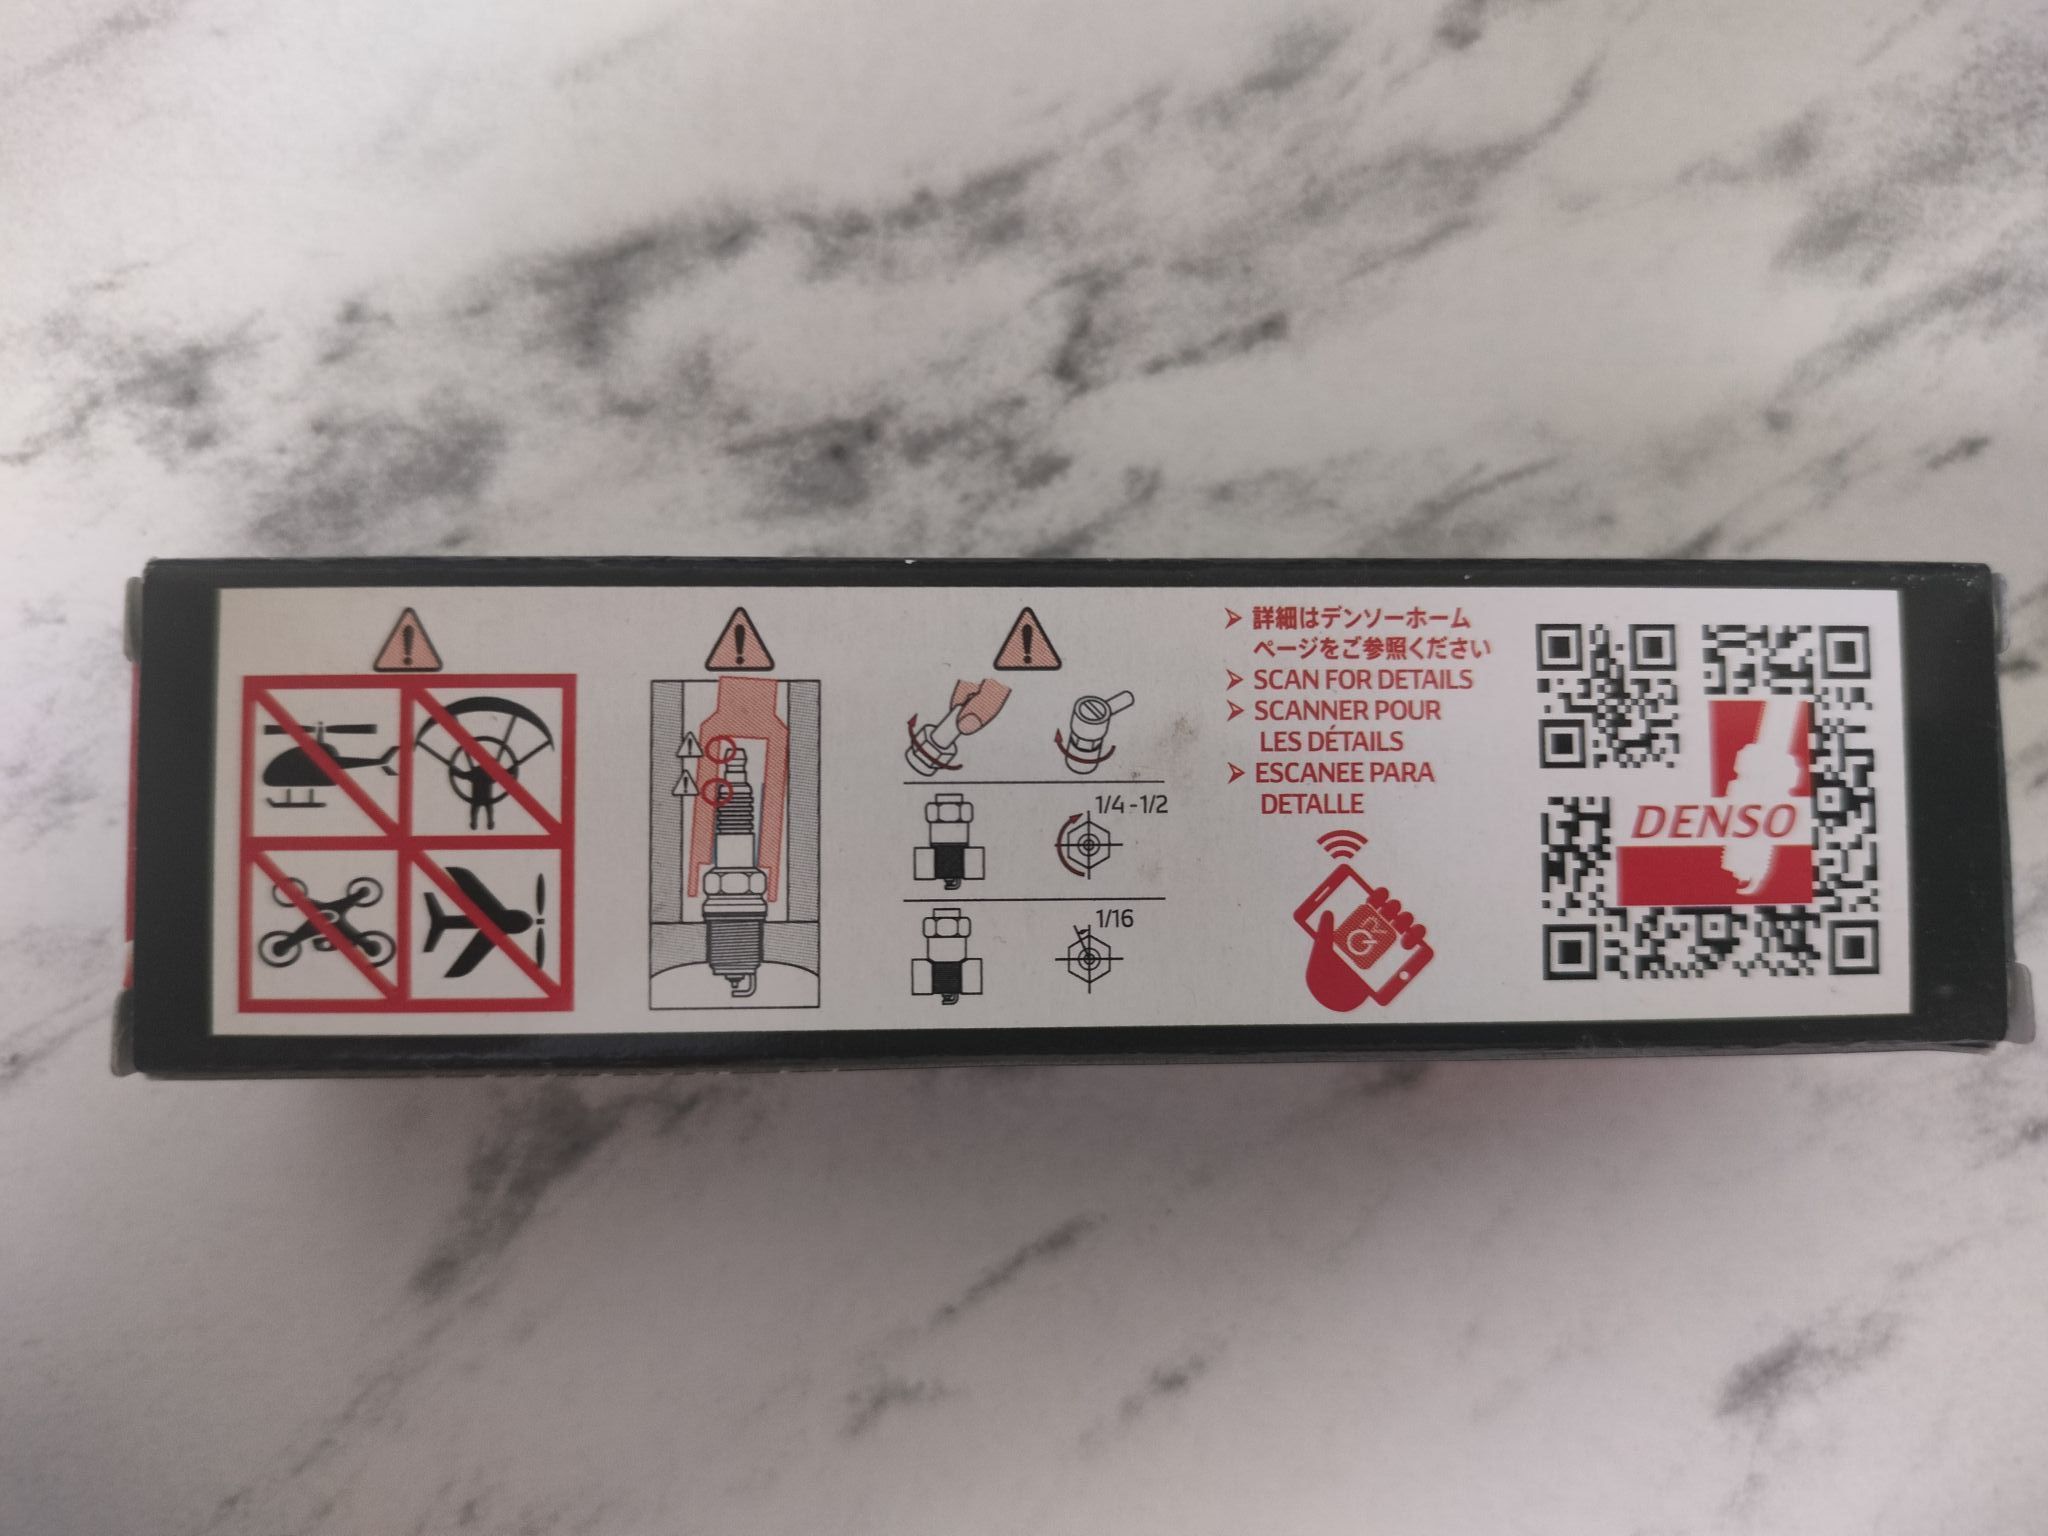 1/4 - 1/2
1/16
詳細はデンソーホーム
ページをご参照ください
SCAN FOR DETAILS
SCANNER POUR
LES DÉTAILS
ESCANEE PARA
DETALLE
DENSO